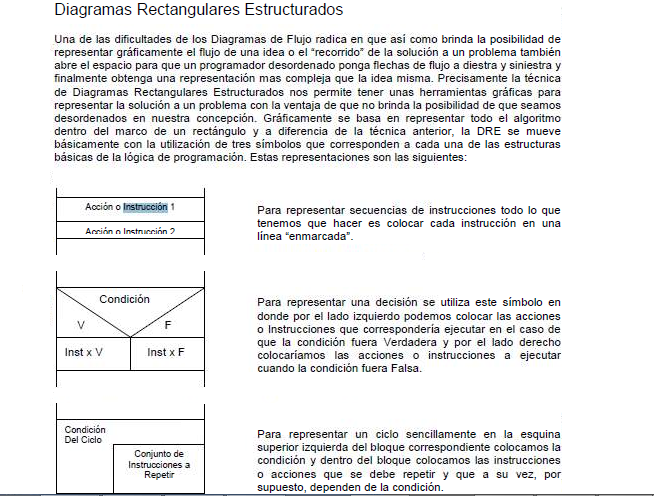 Diagramas Rectangulares Estructurados
Una de las dificultades de los Diagramas de Flujo radica en que así como brinda la posibilidad de
representar gráficamente el flujo de una idea o el “recorrido” de la solución a un problema también
abre el espacio para que un programador desordenado ponga flechas de flujo a diestra y siniestra y
finalmente obtenga una representación mas compleja que la idea misma. Precisamente la técnica
de Diagramas Rectangulares Estructurados nos permite tener unas herramientas gráficas para
representar la solución a un problema con la ventaja de que no brinda la posibilidad de que seamos
desordenados en nuestra concepción. Gráficamente se basa en representar todo el algoritmo
dentro del marco de un rectángulo y a diferencia de la técnica anterior, la DRE se mueve
básicamente con la utilización de tres símbolos que corresponden a cada una de las estructuras
básicas de la lógica de programación. Estas representaciones son las siguientes:
Acción o Instrucción 1
Acción o Instrucción 2
Para representar secuencias de instrucciones todo lo que
tenemos que hacer es colocar cada instrucción en una
línea “enmarcada”.
Condición
V F
Inst x V Inst x F
Para representar una decisión se utiliza este símbolo en
donde por el lado izquierdo podemos colocar las acciones
o Instrucciones que correspondería ejecutar en el caso de
que la condición fuera Verdadera y por el lado derecho
colocaríamos las acciones o instrucciones a ejecutar
cuando la condición fuera Falsa.
Condición
Del Ciclo
Conjunto de
Instrucciones a
Repetir
Para representar un ciclo sencillamente en la esquina
superior izquierda del bloque correspondiente colocamos la
condición y dentro del bloque colocamos las instrucciones
o acciones que se debe repetir y que a su vez, por
supuesto, dependen de la condición.